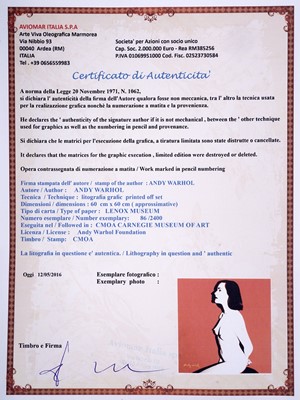 AVIOMAR ITALIA S.P.A
Arte Viva Oleografica Marmorea
Via Nibbio 93
00040 Ardea (RM)
ITALIA
Tel . +39 0656559983
Societa' per Azioni con socio unico
Cap. Soc. 2.000.000 Euro - Rea RM385256
P.IVA 01069951000 Cod. Fisc. 02523730584
Certificato di Autenticita'
A norma della Legge 20 Novembre 1971, N. 1062,
si dichiara l' autenticità della firma dell'Autore qualora fosse non meccanica, tra l' altro la tecnica usata
per la realizzazione grafica nonchè la numerazione a matita e la provenienza.
He declares the ' authenticity of the signature author if it is not mechanical , between the ' other technique
used for graphics as well as the numbering in pencil and provenance.
Si dichiara che le matrici per l'esecuzione della grafica, a tiratura limitata sono state distrutte o cancellate.
It declares that the matrices for the graphic execution , limited edition were destroyed or deleted.
Opera contrassegnata di numerazione a matita / Work marked in pencil numbering
Firma stampata dell' autore / stamp of the author : ANDY WARHOL
Autore / Author : ANDY WARHOL
Tecnica / Technique : litografia grafic printed off set
Dimensioni / dimensions : 60 cm x 60 cm ( approssimative)
Tipo di carta / Type of paper : LENOX MUSEUM
Numero esemplare / Number exemplary: 86 /2400
Eseguita nel / Followed in : CMOA CARNEGIE MUSEUM OF ART
Licenza / License : Andy Warhol Foundation
Timbro / Stamp: CMOA
La litografia in questione e' autentica. / Lithography in question and ' authentic
Oggi 12/05/2016
Esemplare fotografico :
Exemplary photo :
Timbro e Firma